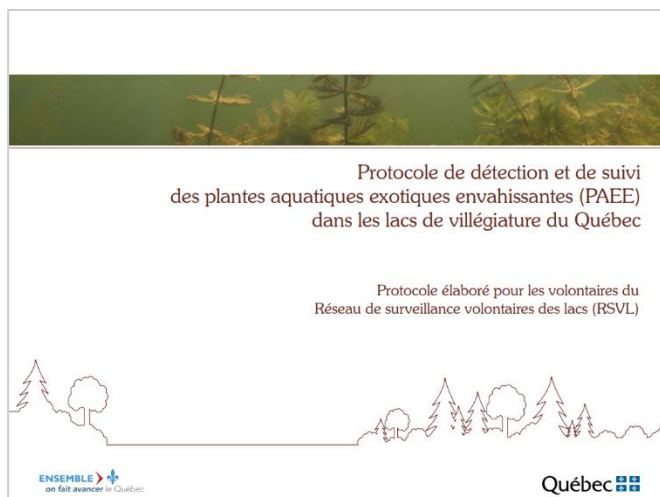 Protocole de détection et de suivi
des plantes aquatiques exotiques envahissantes (PAEE)
dans les lacs de villégiature du Québec
Protocole élaboré pour les volontaires du
Réseau de surveillance volontaires des lacs (RSVL)
ENSEMBLE
on fait avancer le Québec
Québec